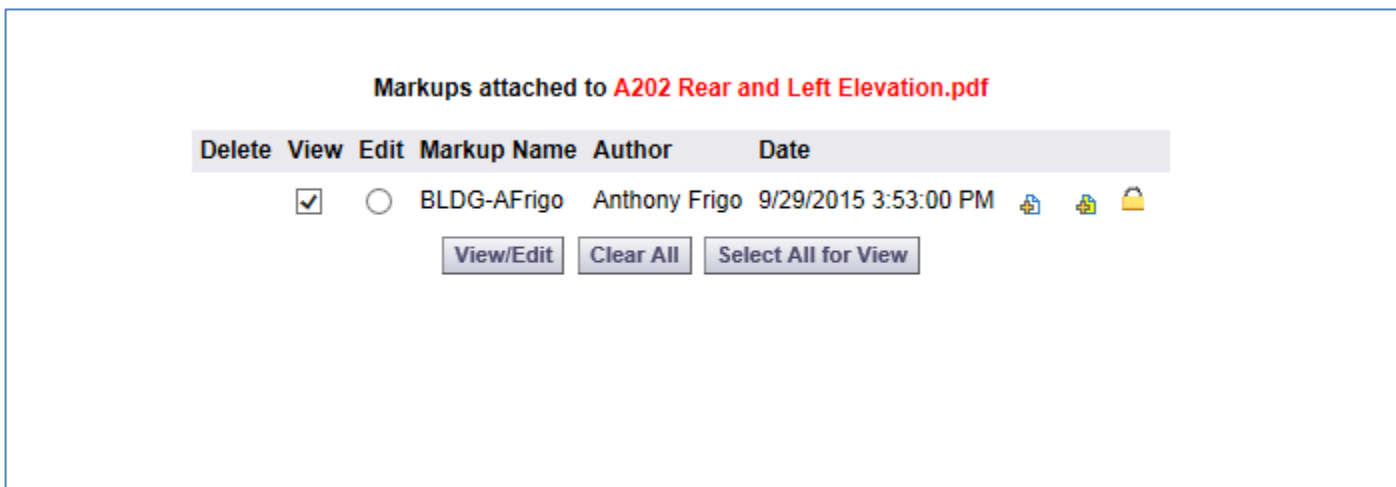 Markups attached to A202 Rear and Left Elevation.pdf
Delete View Edit Markup Name Author Date
BLDG-AFrigo Anthony Frigo 9/29/2015 3:53:00 PM
View/Edit Clear All Select All for View